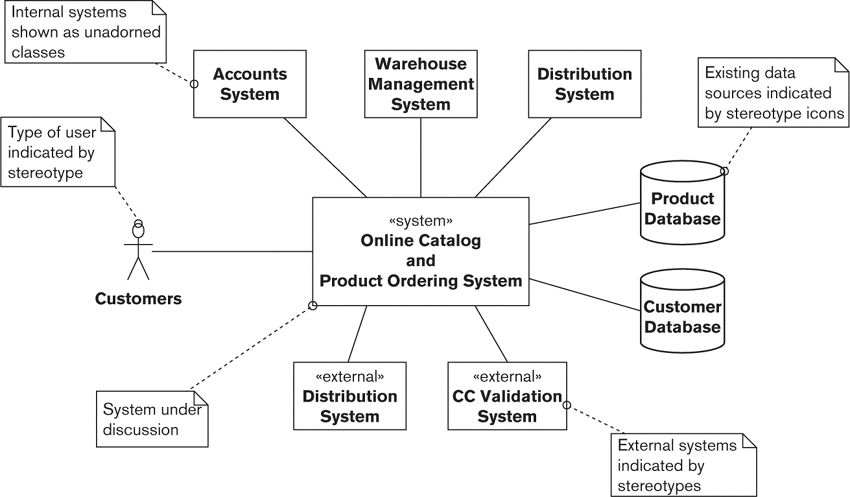 Internal systems
shown as unadorned
classes
Accounts
System
Warehouse
Management
System
Distribution
System
Existing data
sources indicated
by stereotype icons
Type of user
indicated by
stereotype
Product
Database
«system»
Online Catalog
and
Product Ordering System
Customers
Customer
Database
«external»
Distribution
System
«external»
CC Validation
System
System under
discussion
External systems
indicated by
stereotypes